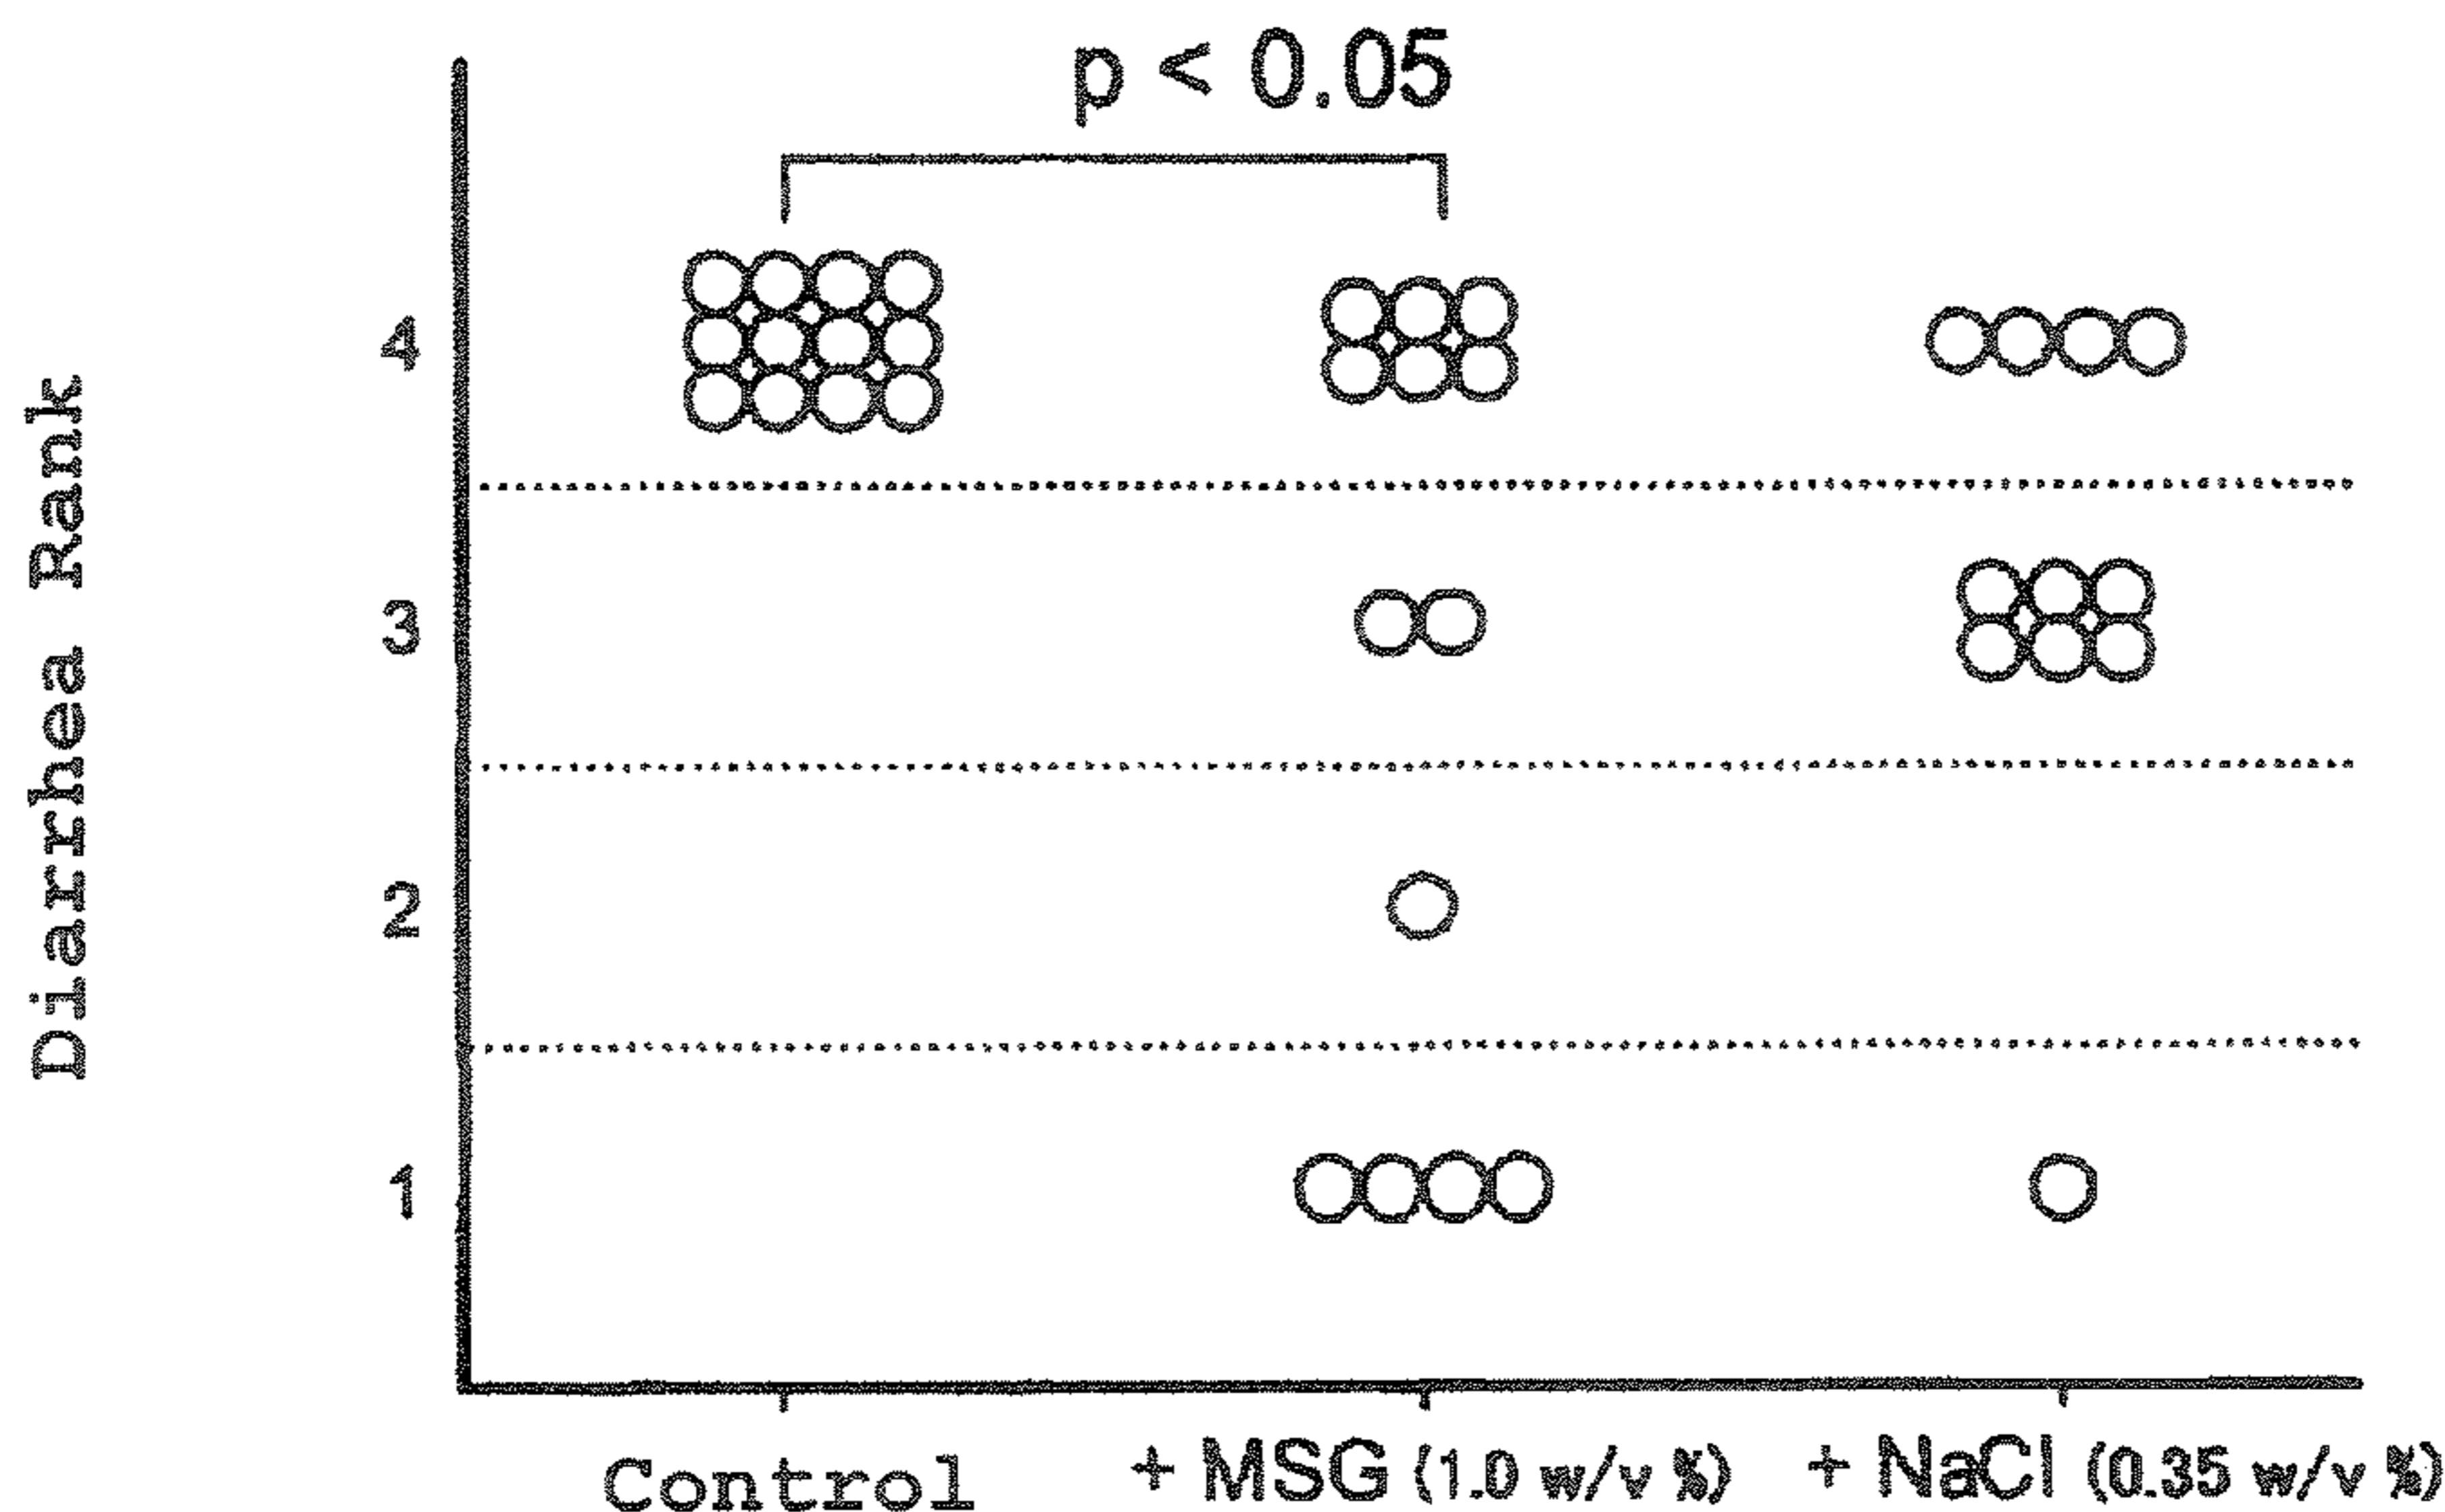 p < 0.05
Diarrhea Rank
4
3
2
1
Control + MSG (1.0 w/v %) + NaCl (0.35 w/v %)